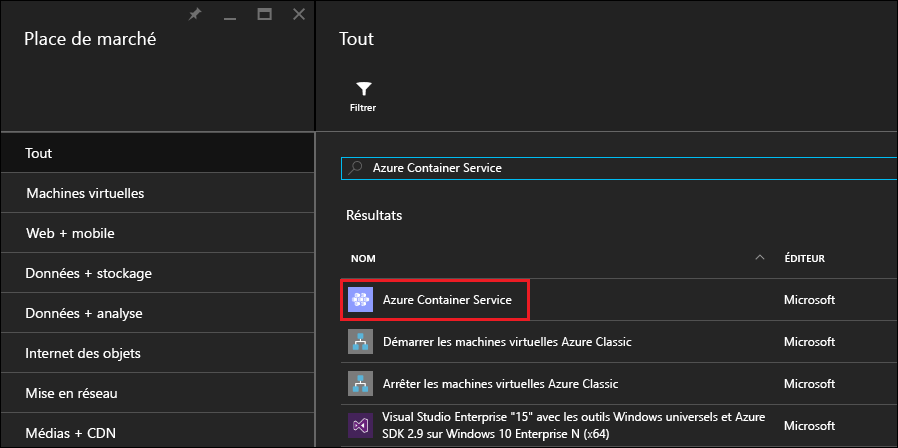 Place de marché
Tout
Machines virtuelles
Web + mobile
Données + stockage
Données + analyse
Internet des objets
Mise en réseau
Médias + CDN
Tout
Filtrer
Azure Container Service
Résultats
NOM ÉDITEUR
Azure Container Service Microsoft
Démarrer les machines virtuelles Azure Classic Microsoft
Arrêter les machines virtuelles Azure Classic Microsoft
Visual Studio Enterprise "15" avec les outils Windows universels et Azure
SDK 2.9 sur Windows 10 Enterprise N (x64) Microsoft